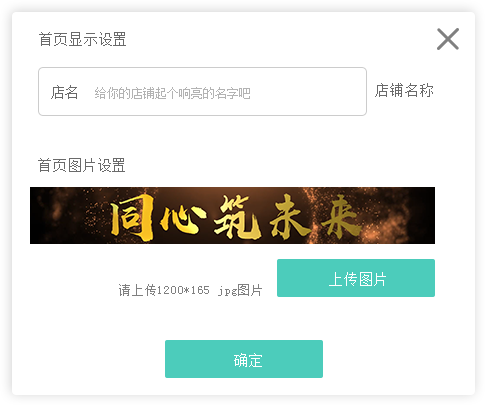 首页显示设置
店名 给你的店铺起个响亮的名字吧 店铺名称
首页图片设置
同心筑未来
请上传1200*165 jpg图片 上传图片
确定